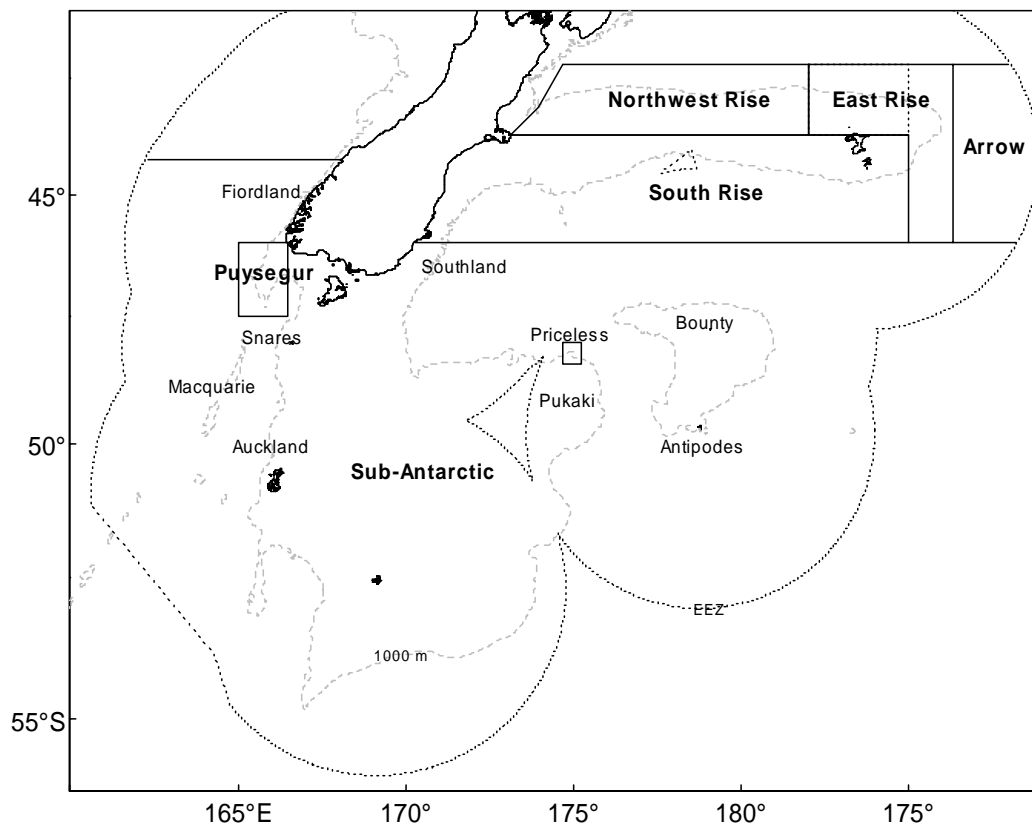 Northwest Rise
East Rise
Arrow
45°
Fiordland
South Rise
Puysegur
Southland
Snares
Priceless
Bounty
Macquarie
Pukaki
50°
Auckland
Antipodes
Sub-Antarctic
EEZ
1000 m
55°S
165°E
170°
175°
180°
175°